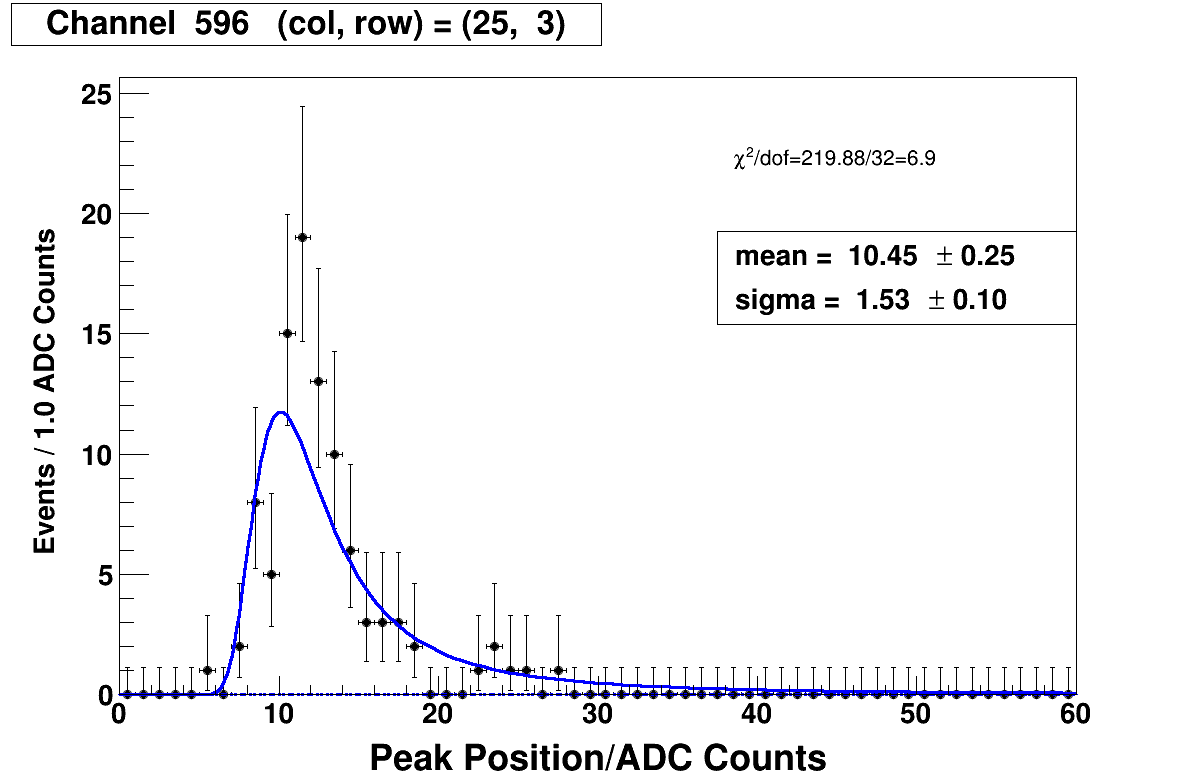 Channel 596 (col, row) = (25, 3)
25
20
15
10
5
0
Events / 1.0 ADC Counts
χ²/dof=219.88/32=6.9
mean = 10.45 ± 0.25
sigma = 1.53 ± 0.10
0 10 20 30 40 50 60
Peak Position/ADC Counts